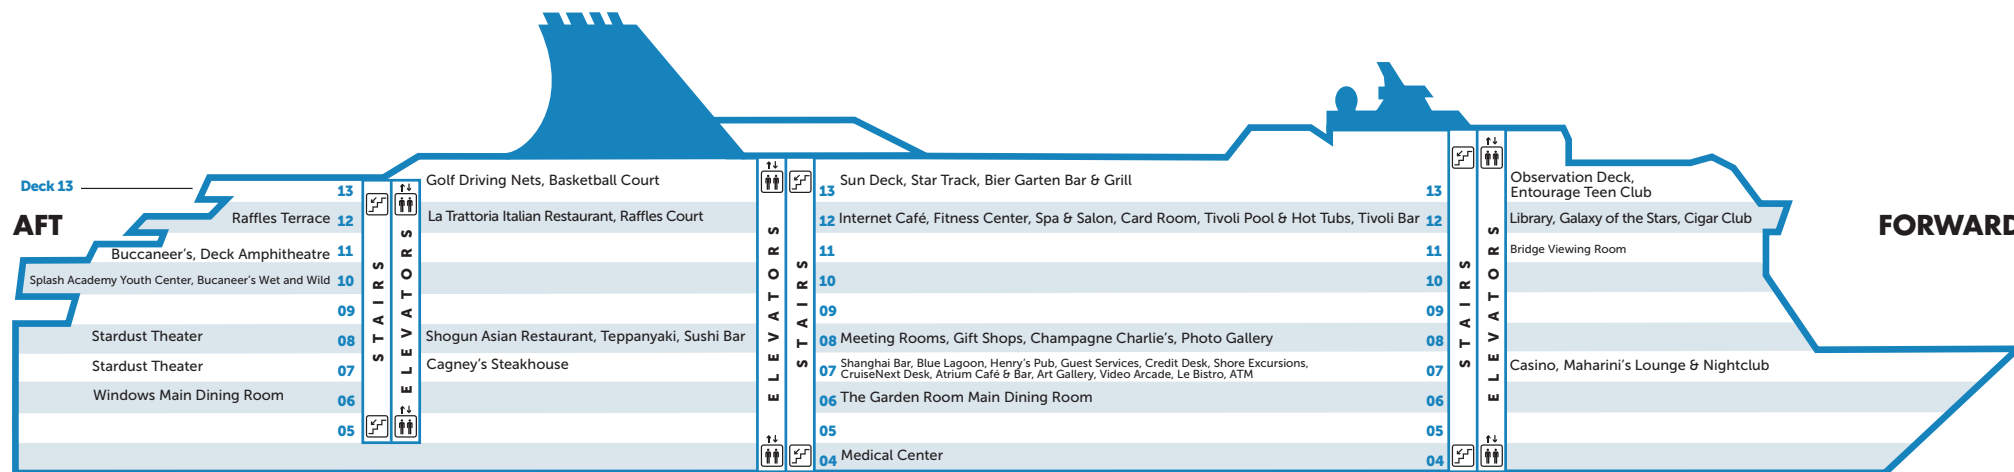 Deck 13
AFT
FORWARD
13
Golf Driving Nets, Basketball Court
13
Sun Deck, Star Track, Bier Garten Bar & Grill
13
Observation Deck,
Entourage Teen Club
Raffles Terrace
12
La Trattoria Italian Restaurant, Raffles Court
12
Internet Café, Fitness Center, Spa & Salon, Card Room, Tivoli Pool & Hot Tubs, Tivoli Bar
12
Library, Galaxy of the Stars, Cigar Club
Buccaneer's, Deck Amphitheatre
11
11
11
Bridge Viewing Room
Splash Academy Youth Center, Bucaneer's Wet and Wild
10
10
10
09
09
09
Stardust Theater
08
Shogun Asian Restaurant, Teppanyaki, Sushi Bar
08
Meeting Rooms, Gift Shops, Champagne Charlie's, Photo Gallery
08
Stardust Theater
07
Cagney's Steakhouse
07
Shanghai Bar, Blue Lagoon, Henry's Pub, Guest Services, Credit Desk, Shore Excursions,
CruiseNext Desk, Atrium Café & Bar, Art Gallery, Video Arcade, Le Bistro, ATM
07
Casino, Maharini's Lounge & Nightclub
Windows Main Dining Room
06
06
The Garden Room Main Dining Room
06
05
05
05
04
Medical Center
04
STAIRS
ELEVATORS
ELEVATORS
STAIRS
STAIRS
ELEVATORS